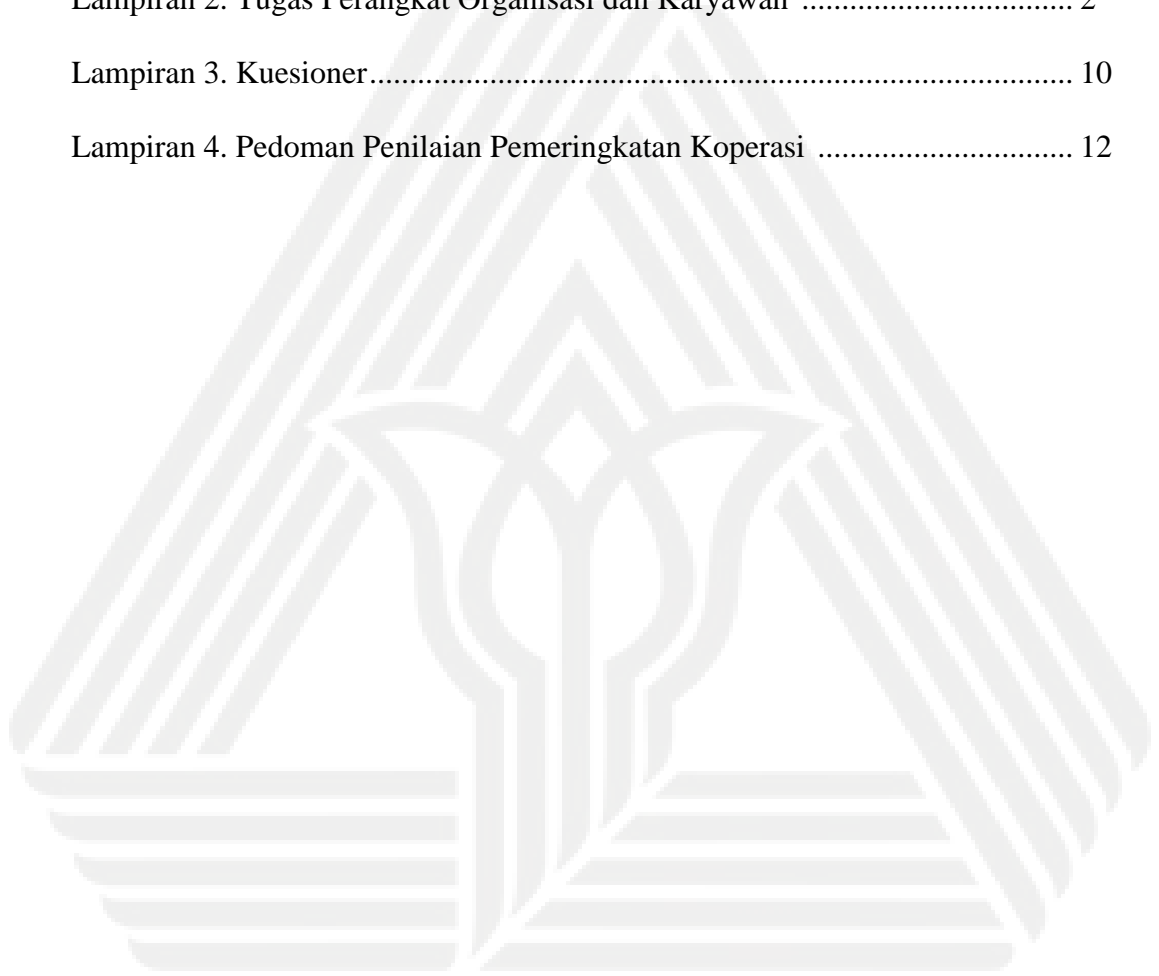 Lampiran 2. Tugas Perangkat Organisasi dan Karyawan .................................. 2
Lampiran 3. Kuesioner........................................................................................ 10
Lampiran 4. Pedoman Penilaian Pemeringkatan Koperasi ................................ 12